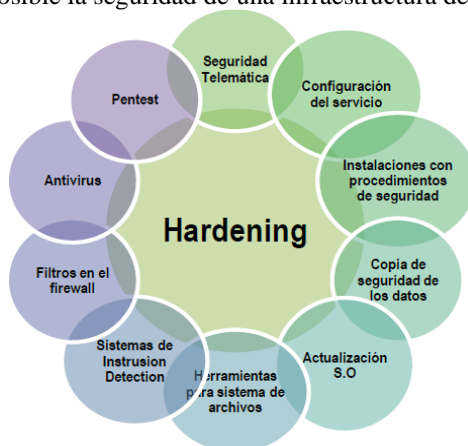 osible la seguridad de una infraestructura de
Seguridad
Telemática
Configuración
del servicio
Instalaciones con
procedimientos
de seguridad
Copia de
seguridad de
los datos
Actualización
S.O
Herramientas
para sistema de
archivos
Sistemas de
Instrusion
Detection
Filtros en el
firewall
Antivirus
Pentest
Hardening